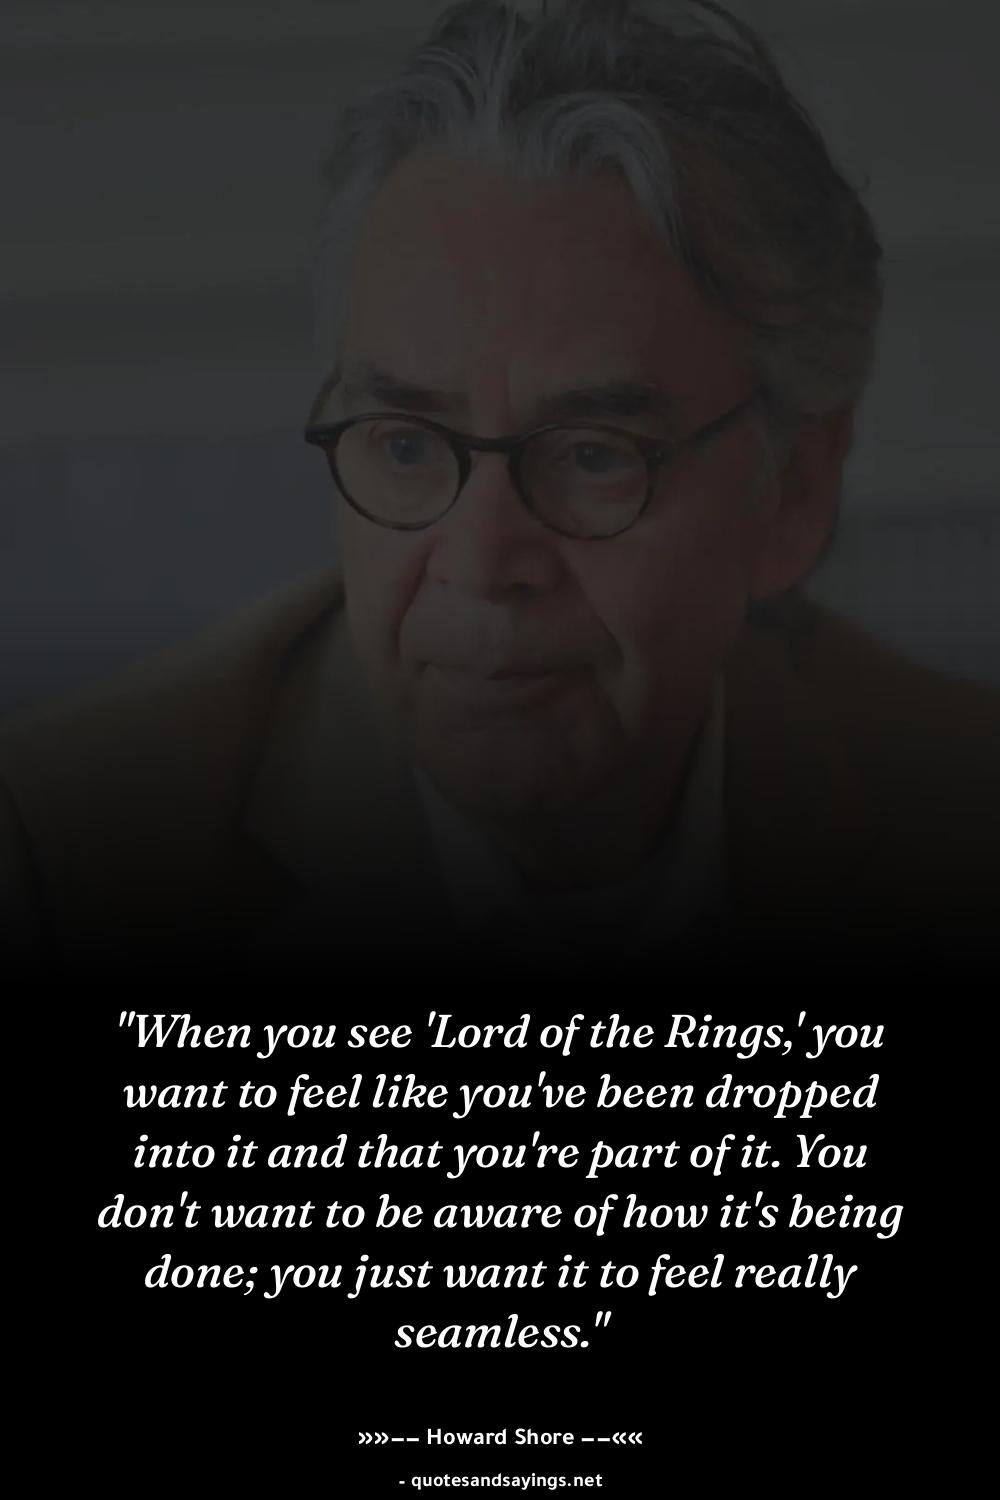 "When you see 'Lord of the Rings,' you
want to feel like you've been dropped
into it and that you're part of it. You
don't want to be aware of how it's being
done; you just want it to feel really
seamless."
»»–– Howard Shore ––««
- quotesandsayings.net